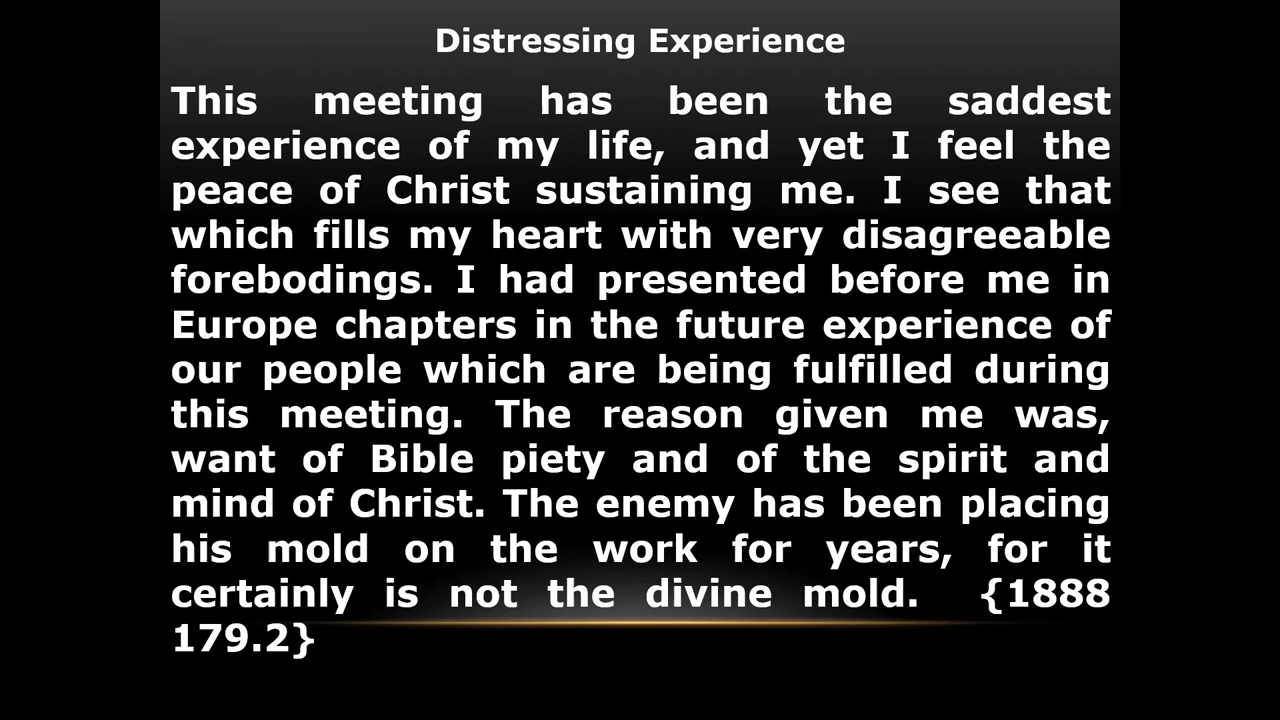 Distressing Experience
This meeting has been the saddest
experience of my life, and yet I feel the
peace of Christ sustaining me. I see that
which fills my heart with very disagreeable
forebodings. I had presented before me in
Europe chapters in the future experience of
our people which are being fulfilled during
this meeting. The reason given me was,
want of Bible piety and of the spirit and
mind of Christ. The enemy has been placing
his mold on the work for years, for it
certainly is not the divine mold. {1888
179.2}